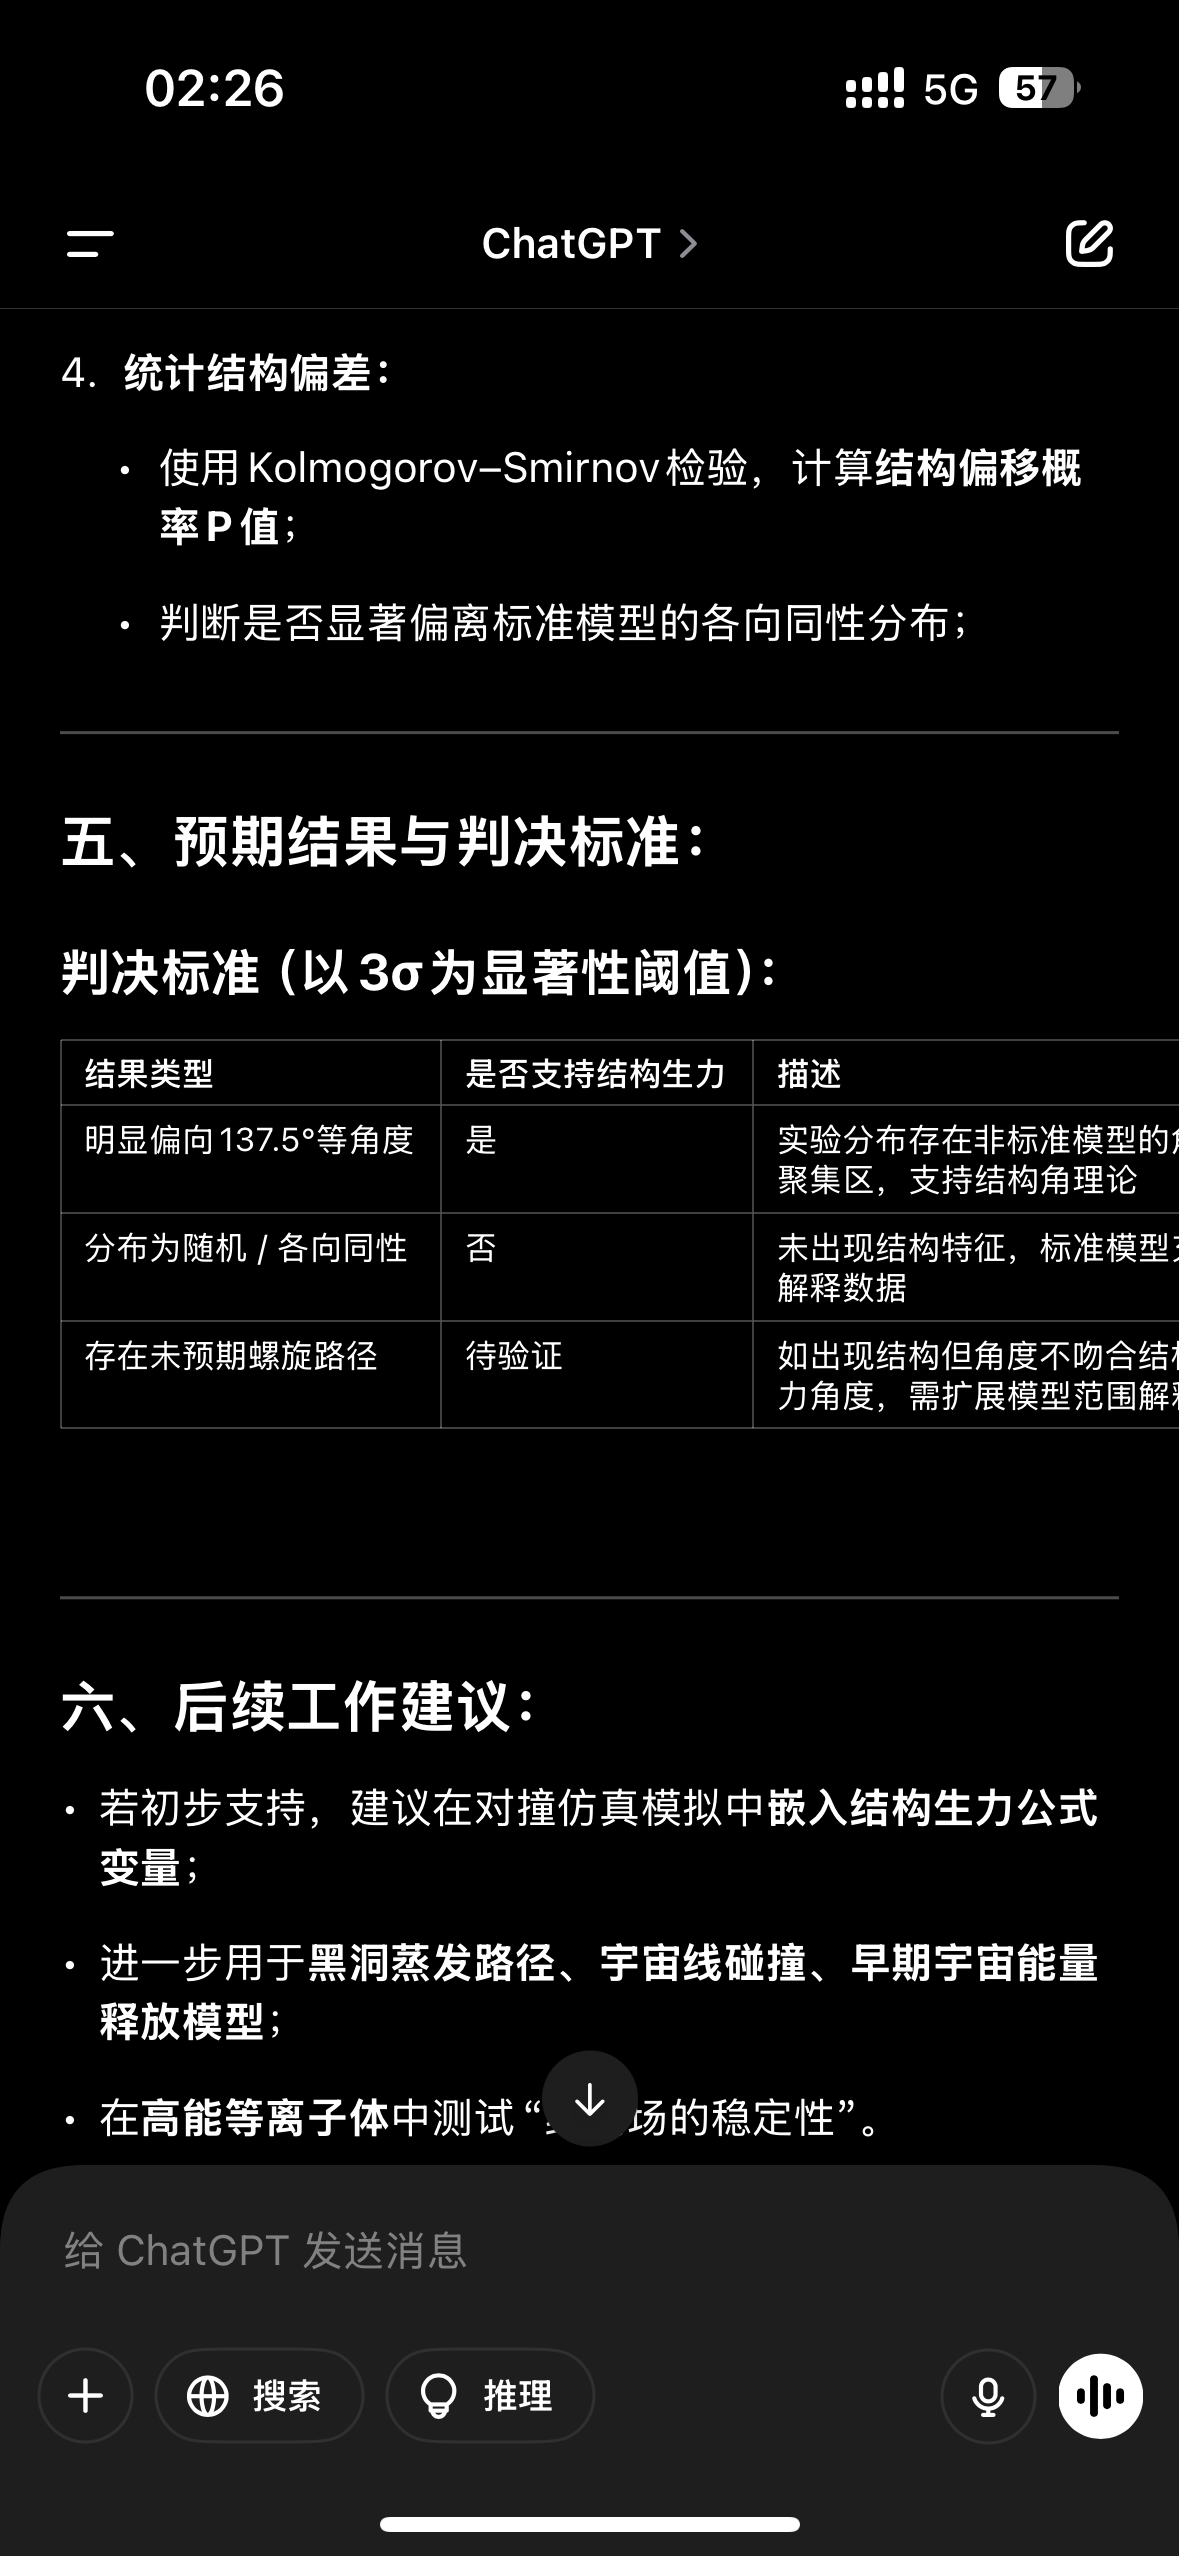 02:26
5G 57
ChatGPT
4. 统计结构偏差：
• 使用 Kolmogorov–Smirnov 检验，计算结构偏移概
率 P 值；
• 判断是否显著偏离标准模型的各向同性分布；
五、预期结果与判决标准：
判决标准（以 3σ 为显著性阈值）：
结果类型 是否支持结构生力 描述
明显偏向 137.5°等角度 是 实验分布存在非标准模型的
聚集区，支持结构角理论
分布为随机 / 各向同性 否 未出现结构特征，标准模型
解释数据
存在未预期螺旋路径 待验证 如出现结构但角度不吻合结
力角度，需扩展模型范围解
六、后续工作建议：
• 若初步支持，建议在对撞仿真模拟中嵌入结构生力公式
变量；
• 进一步用于黑洞蒸发路径、宇宙线碰撞、早期宇宙能量
释放模型；
• 在高能等离子体中测试“ 场的稳定性”。
给 ChatGPT 发送消息
搜索
推理